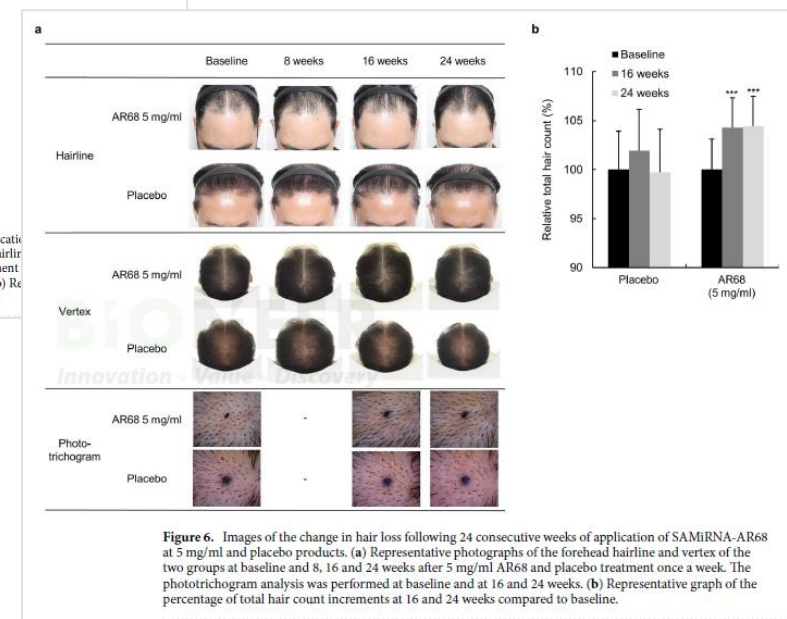 a
Baseline 8 weeks 16 weeks 24 weeks
AR68 5 mg/ml
Hairline
Placebo
AR68 5 mg/ml
Vertex
Placebo
BIONEER
Innovation · Value · Discovery
AR68 5 mg/ml
-
Photo-
trichogram
Placebo
-
b
Baseline
16 weeks
24 weeks
Relative total hair count (%)
110
105
100
95
90
*** ***
Placebo AR68
(5 mg/ml)
Figure 6. Images of the change in hair loss following 24 consecutive weeks of application of SAMiRNA-AR68
at 5 mg/ml and placebo products. (a) Representative photographs of the forehead hairline and vertex of the
two groups at baseline and 8, 16 and 24 weeks after 5 mg/ml AR68 and placebo treatment once a week. The
phototrichogram analysis was performed at baseline and at 16 and 24 weeks. (b) Representative graph of the
percentage of total hair count increments at 16 and 24 weeks compared to baseline.